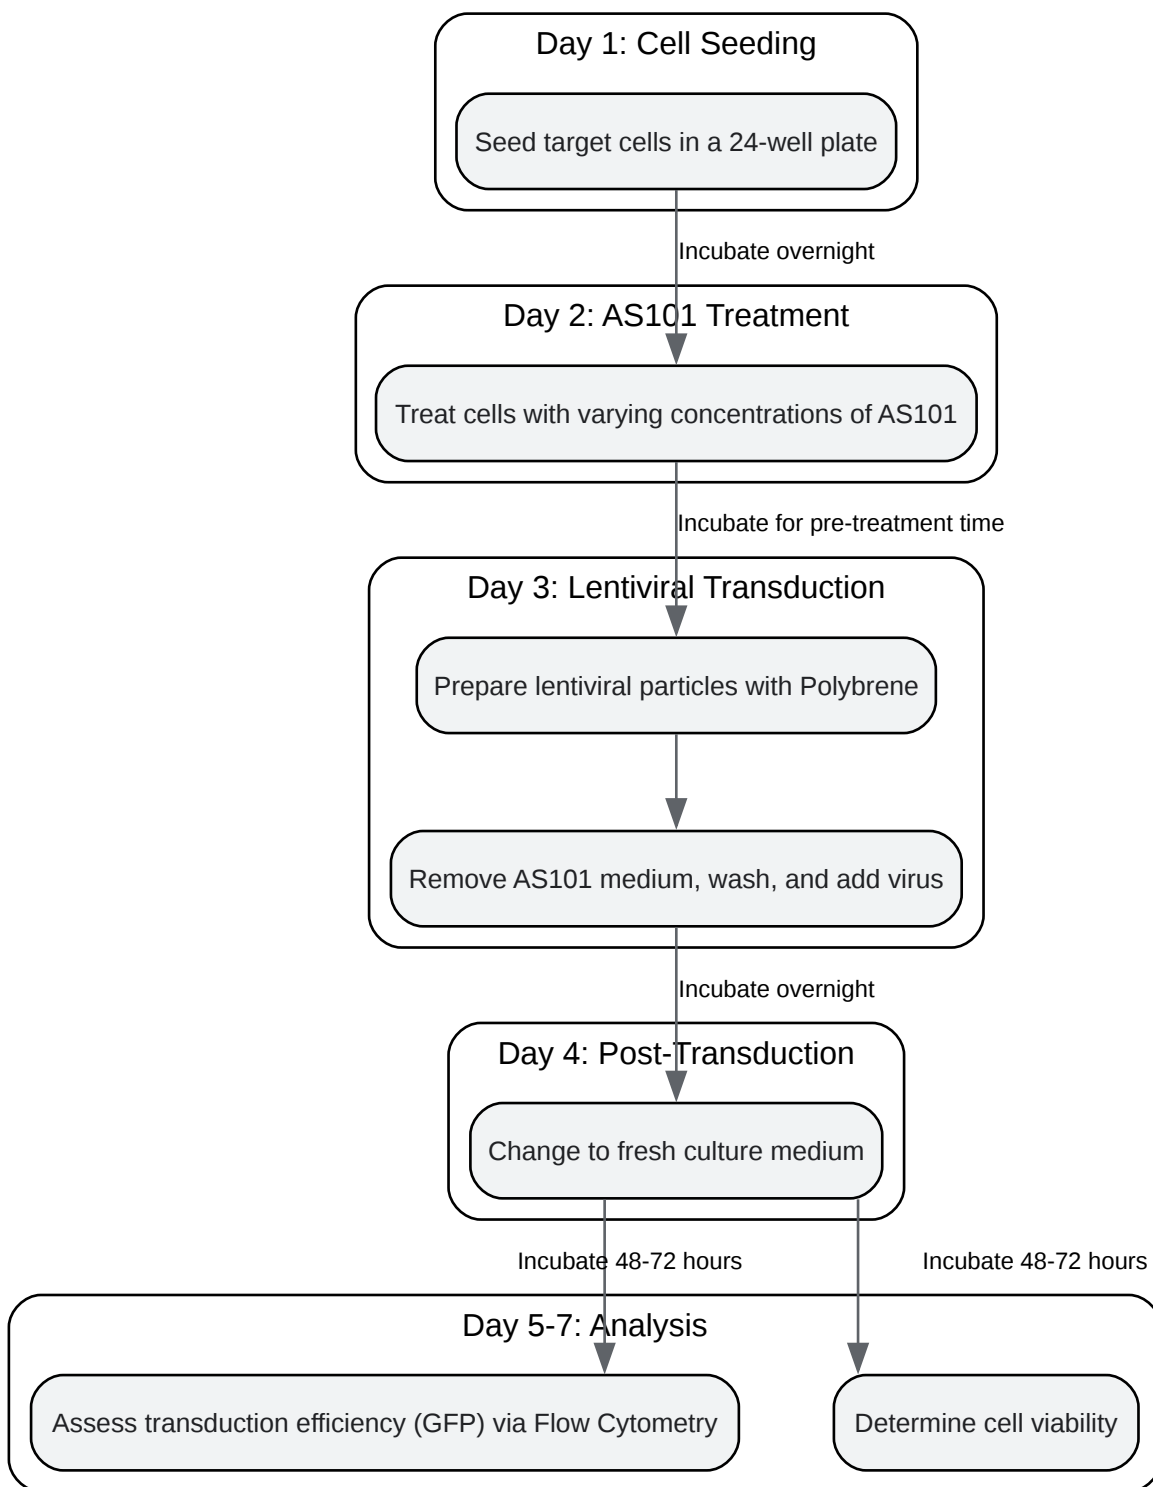 Day 1: Cell Seeding
Seed target cells in a 24-well plate
Incubate overnight
Day 2: AS101 Treatment
Treat cells with varying concentrations of AS101
Incubate for pre-treatment time
Day 3: Lentiviral Transduction
Prepare lentiviral particles with Polybrene
Remove AS101 medium, wash, and add virus
Incubate overnight
Day 4: Post-Transduction
Change to fresh culture medium
Incubate 48-72 hours
Incubate 48-72 hours
Day 5-7: Analysis
Assess transduction efficiency (GFP) via Flow Cytometry
Determine cell viability